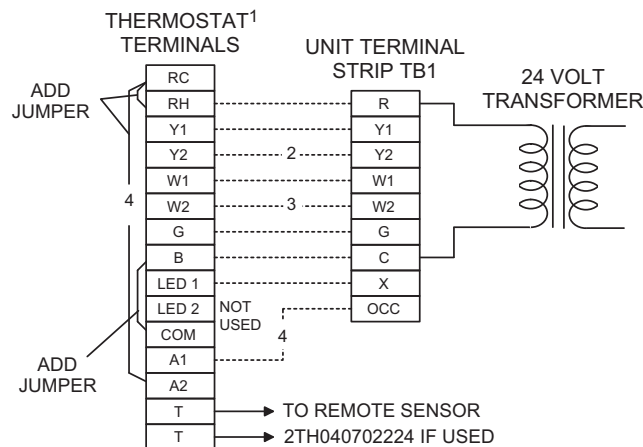 THERMOSTAT¹
TERMINALS
UNIT TERMINAL
STRIP TB1
24 VOLT
TRANSFORMER
ADD
JUMPER
RC
RH
R
Y1
Y1
Y2
2
Y2
W1
W1
4
W2
3
W2
G
G
B
C
LED 1
X
LED 2
NOT
USED
OCC
COM
4
A1
ADD
JUMPER
A2
T
TO REMOTE SENSOR
T
2TH040702224 IF USED